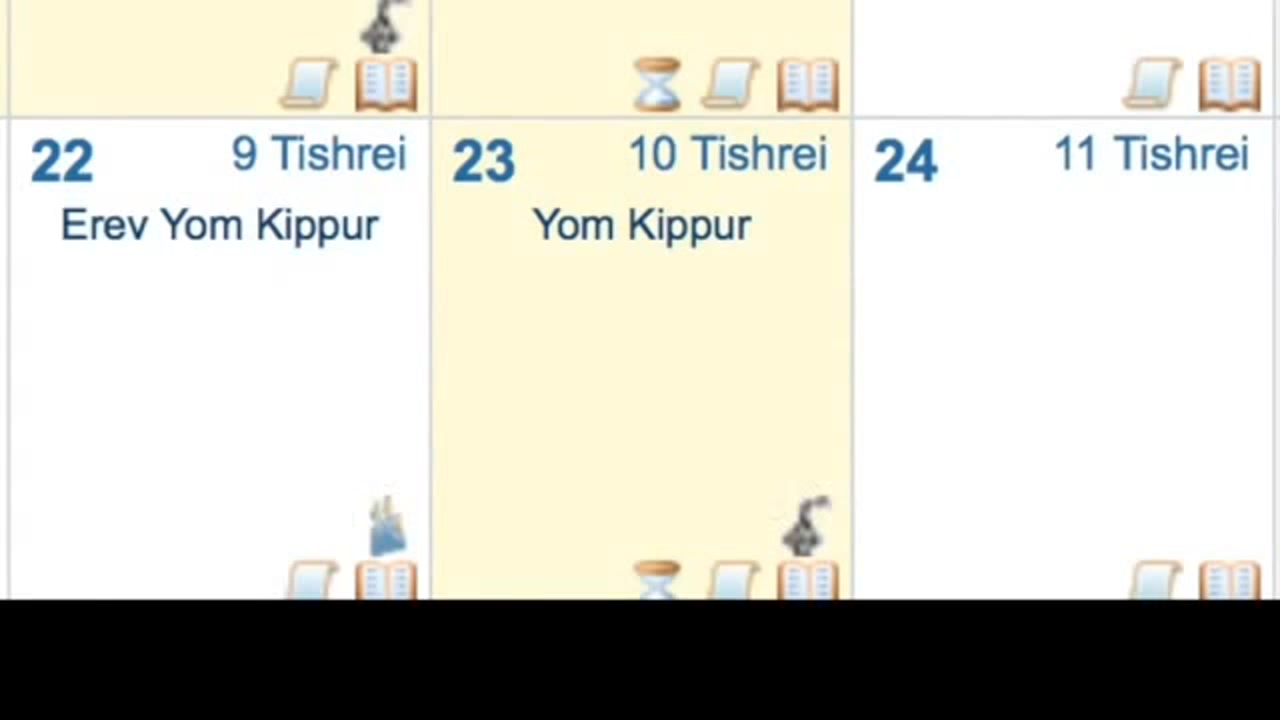 22 9 Tishrei
Erev Yom Kippur
23 10 Tishrei
Yom Kippur
24 11 Tishrei